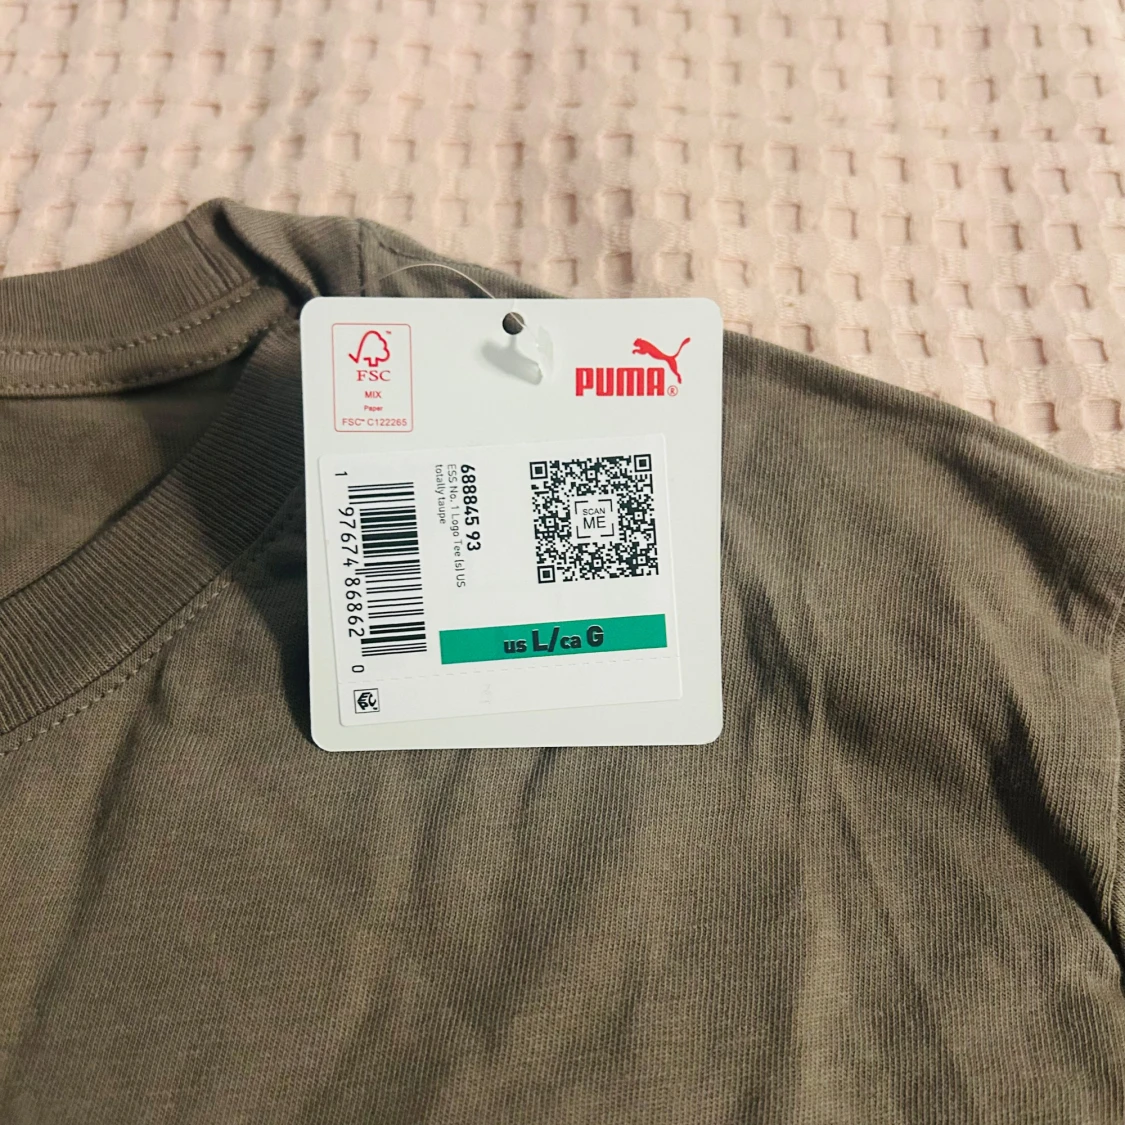 FSC
MIX
Paper
FSC™ C122265
PUMA®
688845 93
ESS No. 1 Logo Tee (s) US
totally taupe
SCAN
ME
1 97674 86862 0
us L/ca G